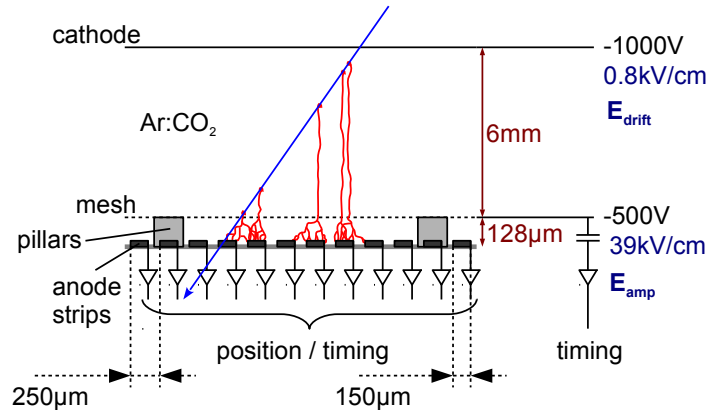 cathode
-1000V
0.8kV/cm
Ar:CO₂
E_drift
6mm
mesh
-500V
pillars
128µm
39kV/cm
anode
strips
E_amp
position / timing
timing
250µm
150µm